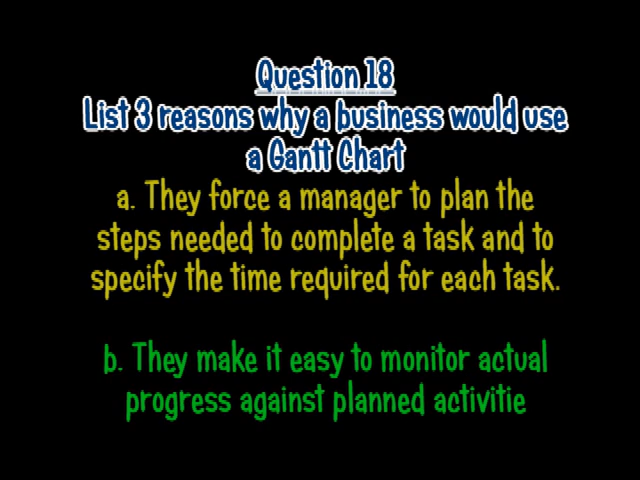 Question 18
List 3 reasons why a business would use
a Gantt Chart
a. They force a manager to plan the
steps needed to complete a task and to
specify the time required for each task.
b. They make it easy to monitor actual
progress against planned activitie